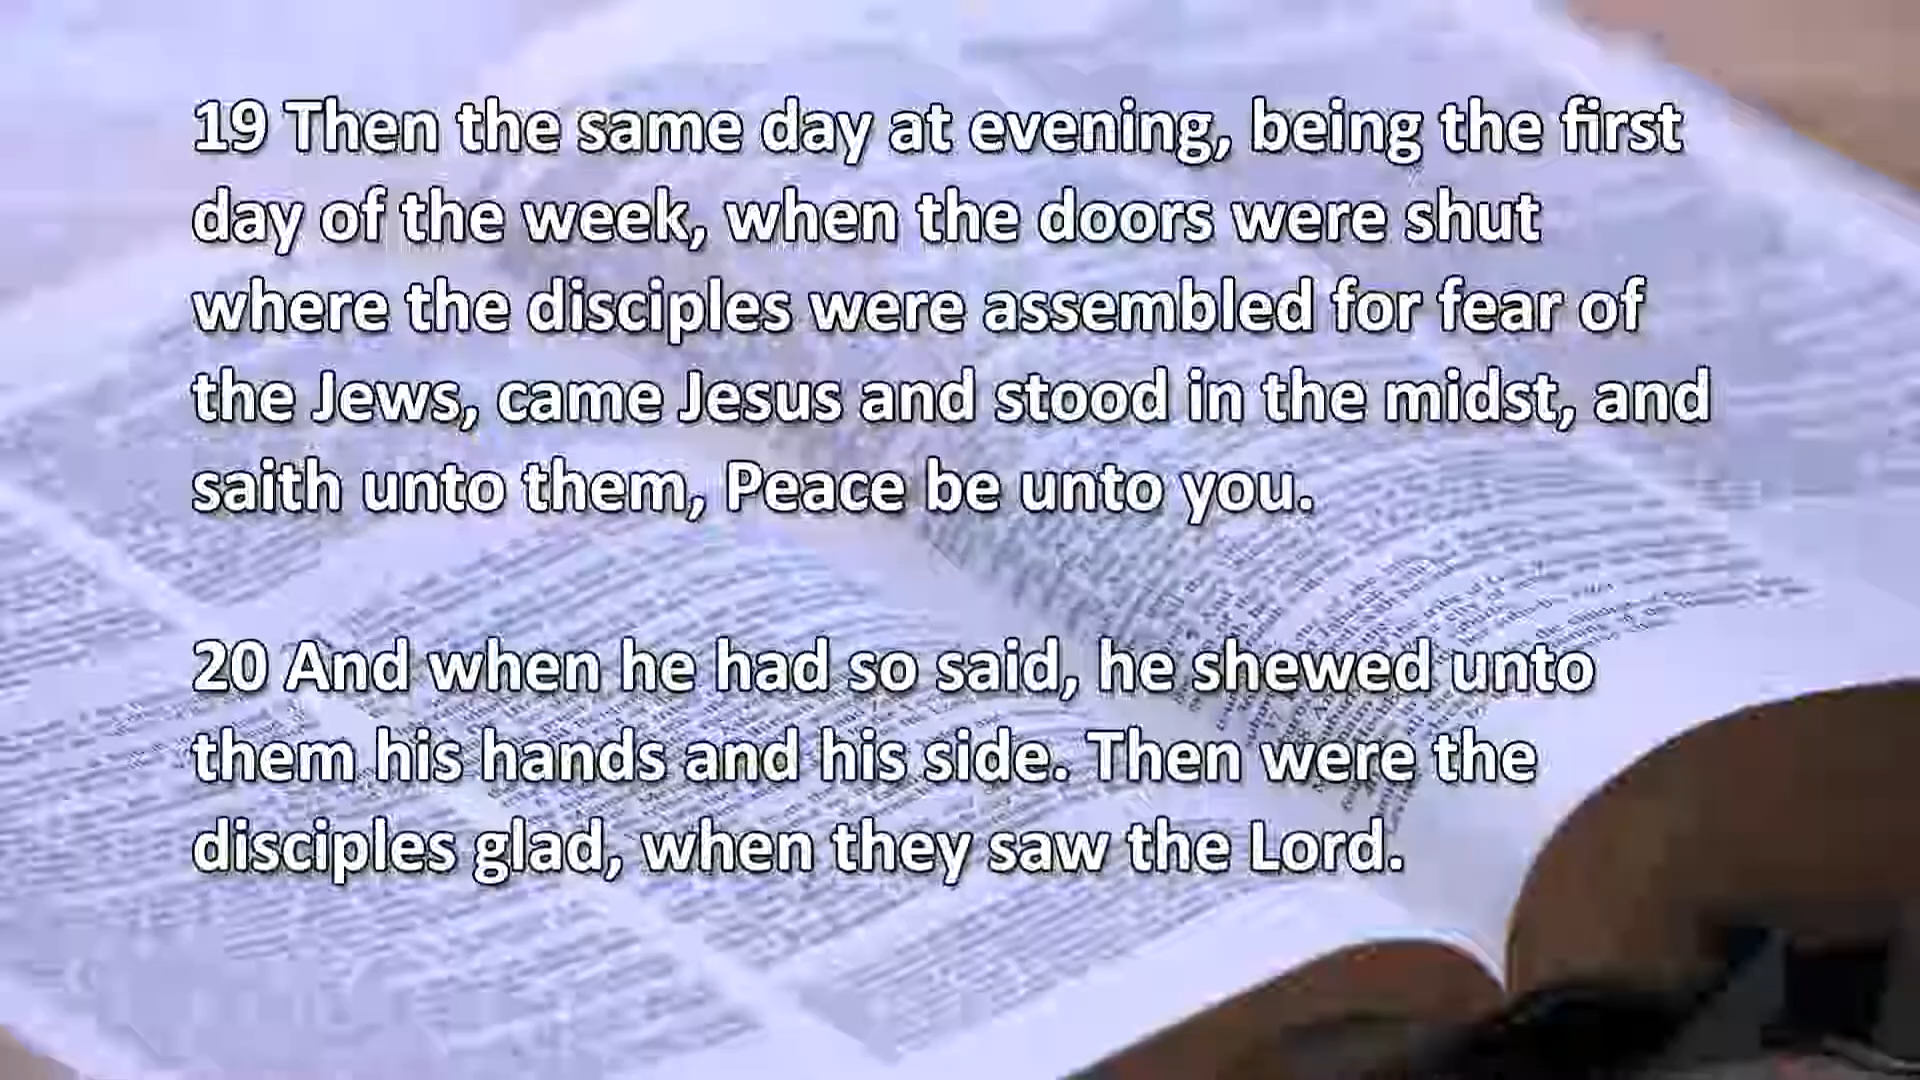 19 Then the same day at evening, being the first
day of the week, when the doors were shut
where the disciples were assembled for fear of
the Jews, came Jesus and stood in the midst, and
saith unto them, Peace be unto you.
20 And when he had so said, he shewed unto
them his hands and his side. Then were the
disciples glad, when they saw the Lord.